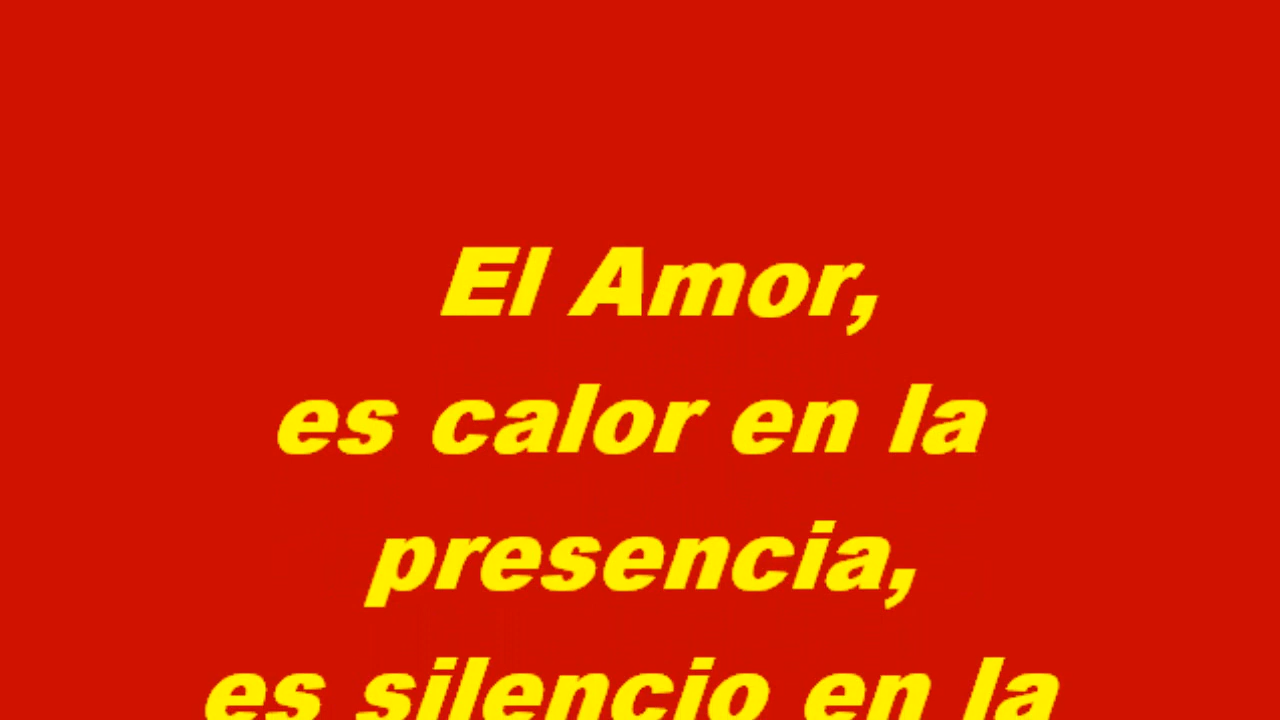 El Amor,
es calor en la
presencia,
es silencio en la